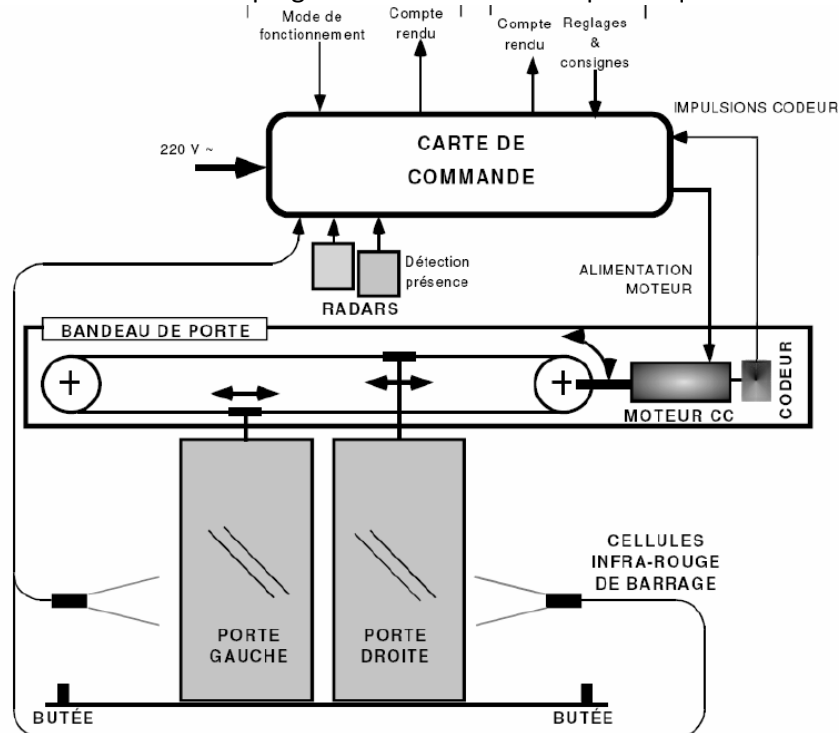 Mode de
fonctionnement
Compte
rendu
Compte
rendu
Reglages
&
consignes
IMPULSIONS CODEUR
220 V ~
CARTE DE
COMMANDE
Détection
présence
RADARS
ALIMENTATION
MOTEUR
BANDEAU DE PORTE
+
+
MOTEUR CC
CODEUR
CELLULES
INFRA-ROUGE
DE BARRAGE
PORTE
GAUCHE
PORTE
DROITE
BUTÉE
BUTÉE